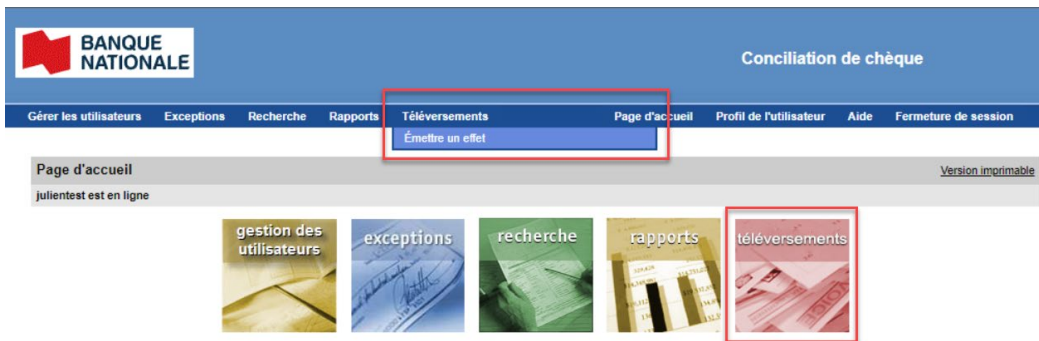 BANQUE
NATIONALE
Conciliation de chèque
Gérer les utilisateurs Exceptions Recherche Rapports Téléversements Page d'accueil Profil de l'utilisateur Aide Fermeture de session
Émettre un effet
Page d'accueil Version imprimable
julientest est en ligne
gestion des
utilisateurs
exceptions
recherche
rapports
téléversements